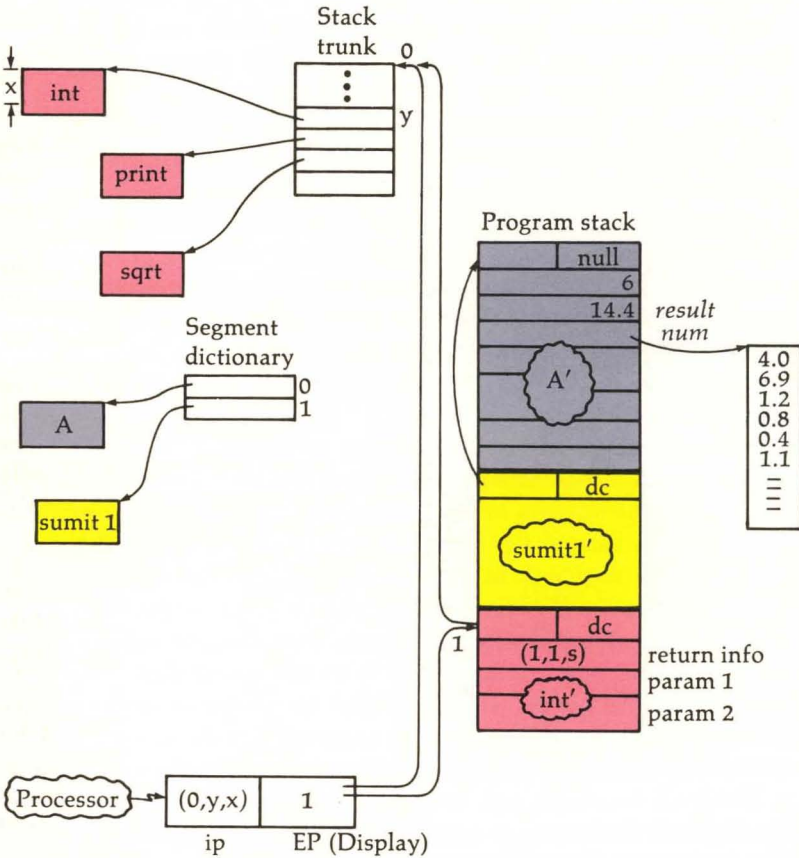 Stack
trunk
0
x
int
y
print
sqrt
Program stack
null
6
14.4
result
num
A′
4.0
6.9
1.2
0.8
0.4
1.1
Segment
dictionary
0
1
A
sumit 1
dc
sumit1′
1
dc
(1,1,s)
return info
param 1
int′
param 2
Processor
(0,y,x)
1
ip
EP (Display)